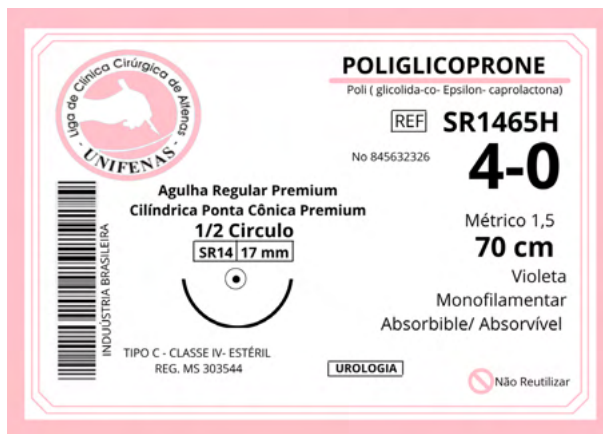 Liga de Clínica Cirúrgica de Alfenas
- UNIFENAS -
POLIGLICOPRONE
Poli ( glicolida-co- Epsilon- caprolactona)
REF SR1465H
No 845632326
4-0
Agulha Regular Premium
Cilíndrica Ponta Cônica Premium
1/2 Circulo
SR14 17 mm
Métrico 1,5
70 cm
Violeta
Monofilamentar
Absorbible/ Absorvível
INDUÚSTRIA BRASILEIRA
TIPO C - CLASSE IV- ESTÉRIL
REG. MS 303544
UROLOGIA
Não Reutilizar